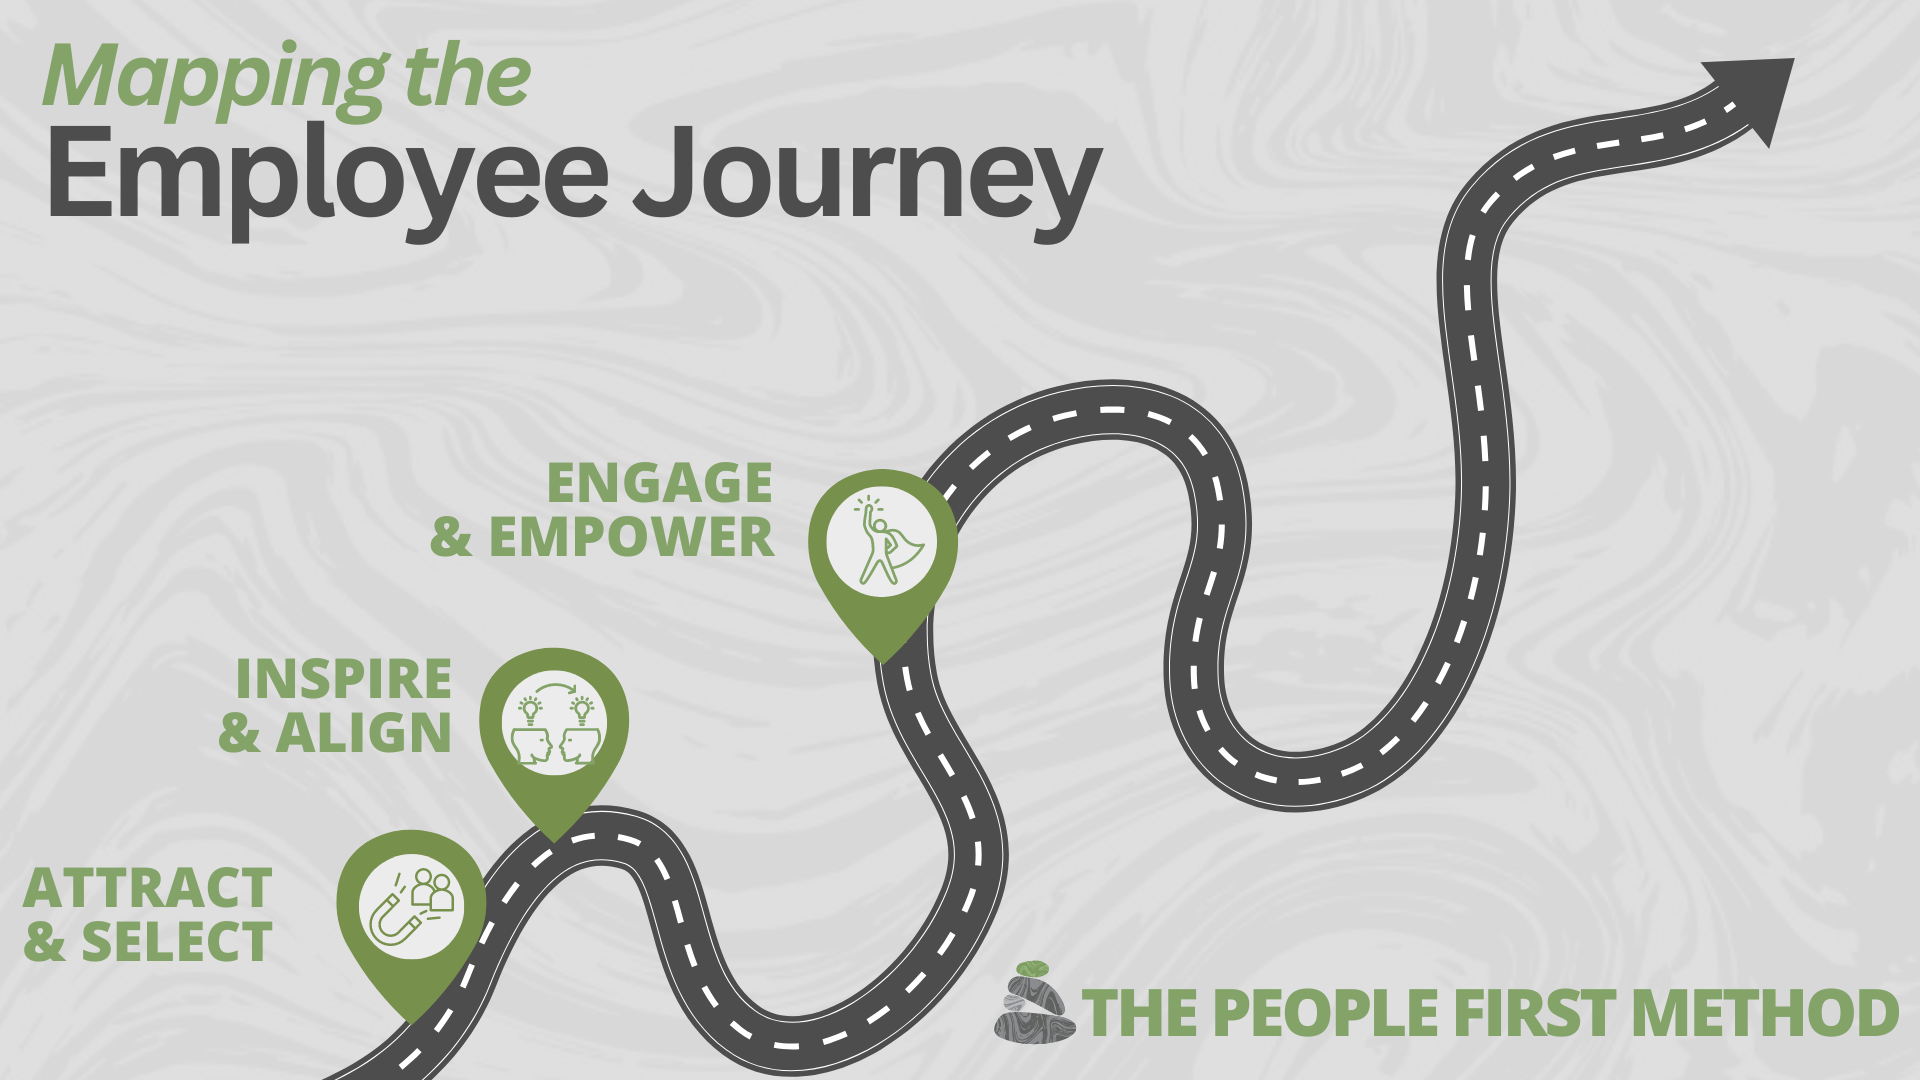 Mapping the
Employee Journey
ENGAGE
& EMPOWER
INSPIRE
& ALIGN
ATTRACT
& SELECT
THE PEOPLE FIRST METHOD